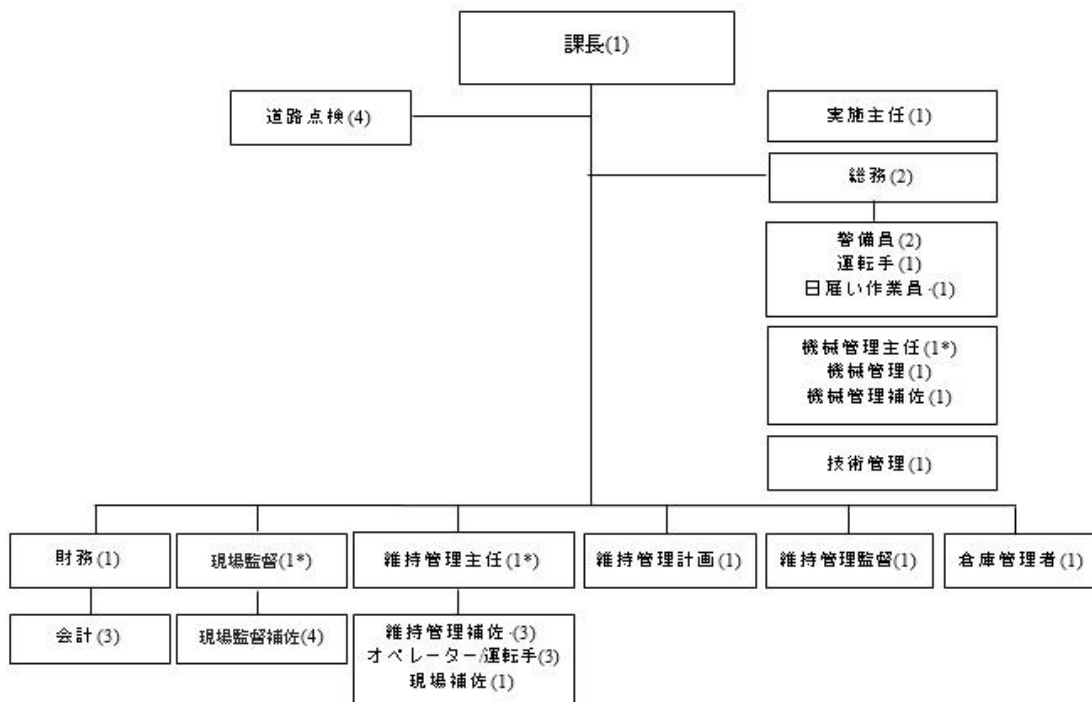 課長(1)
道路点検(4)
実施主任(1)
総務(2)
警備員(2)
運転手(1)
日雇い作業員(1)
機械管理主任(1*)
機械管理(1)
機械管理補佐(1)
技術管理(1)
財務(1)
現場監督(1*)
維持管理主任(1*)
維持管理計画(1)
維持管理監督(1)
倉庫管理者(1)
会計(3)
現場監督補佐(4)
維持管理補佐(3)
オペレーター/運転手(3)
現場補佐(1)